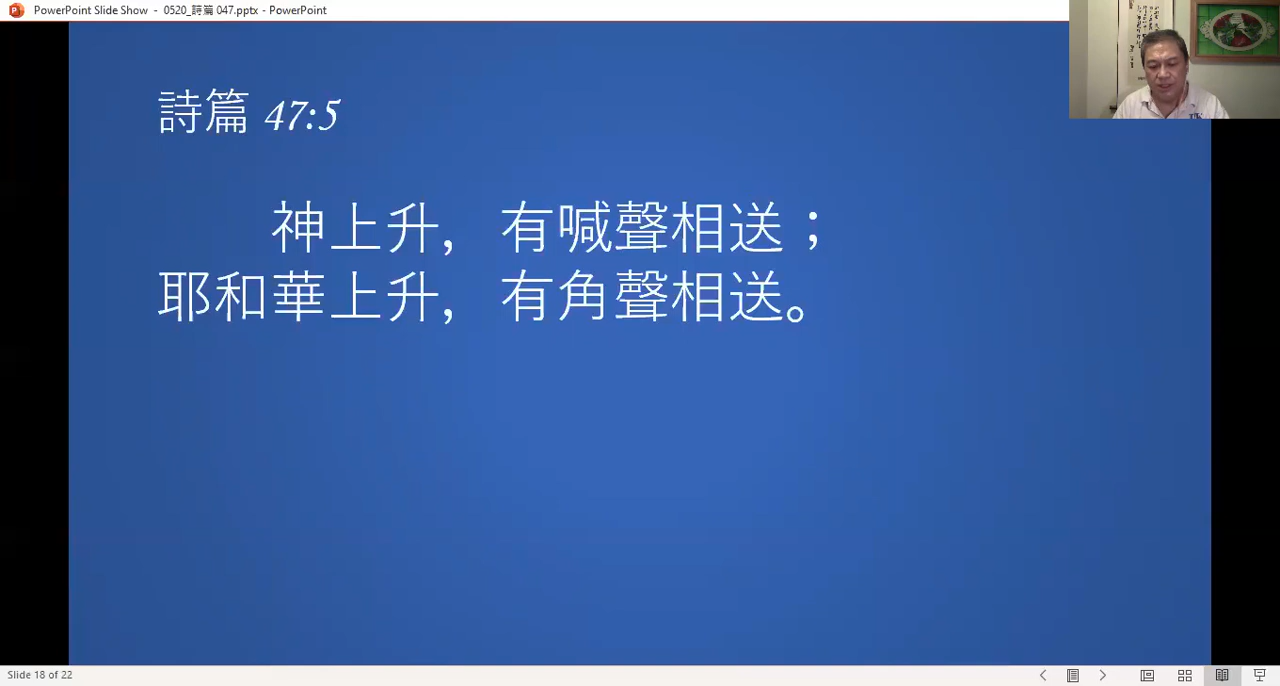 PowerPoint Slide Show - 0520_詩篇 047.pptx - PowerPoint
詩篇 47:5
神上升，有喊聲相送；
耶和華上升，有角聲相送。
Slide 18 of 22